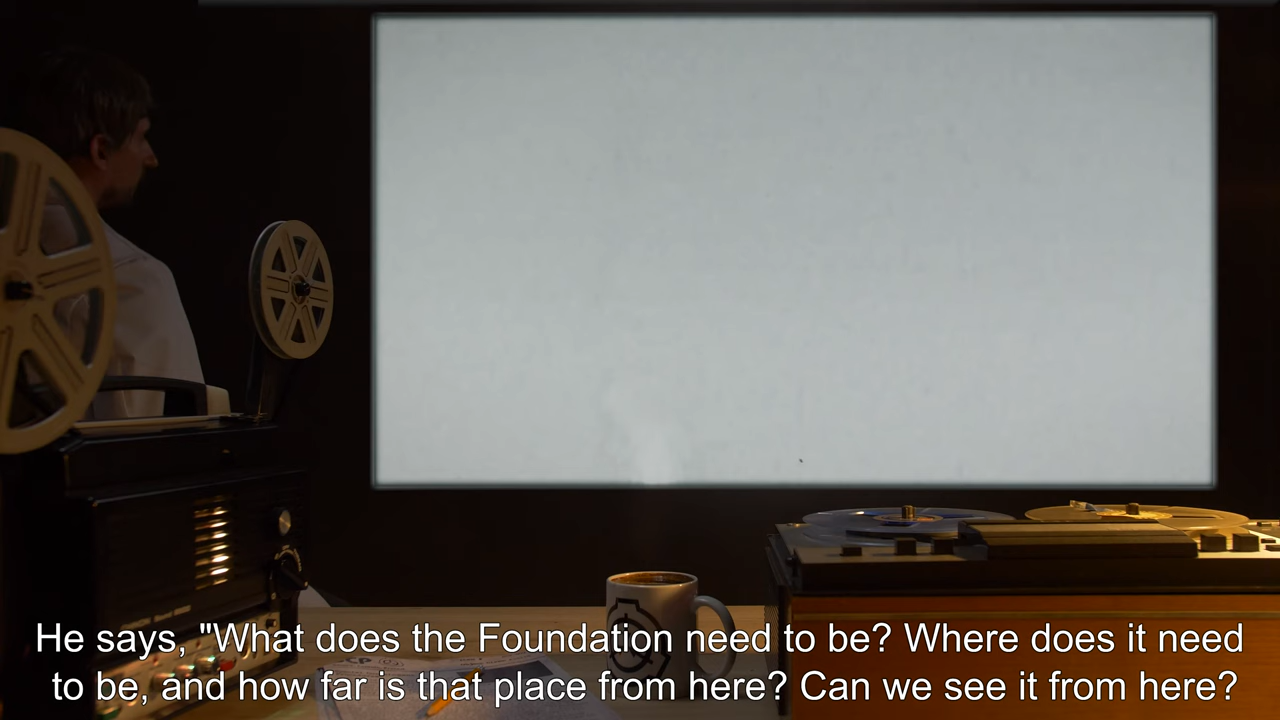 He says, "What does the Foundation need to be? Where does it need
to be, and how far is that place from here? Can we see it from here?